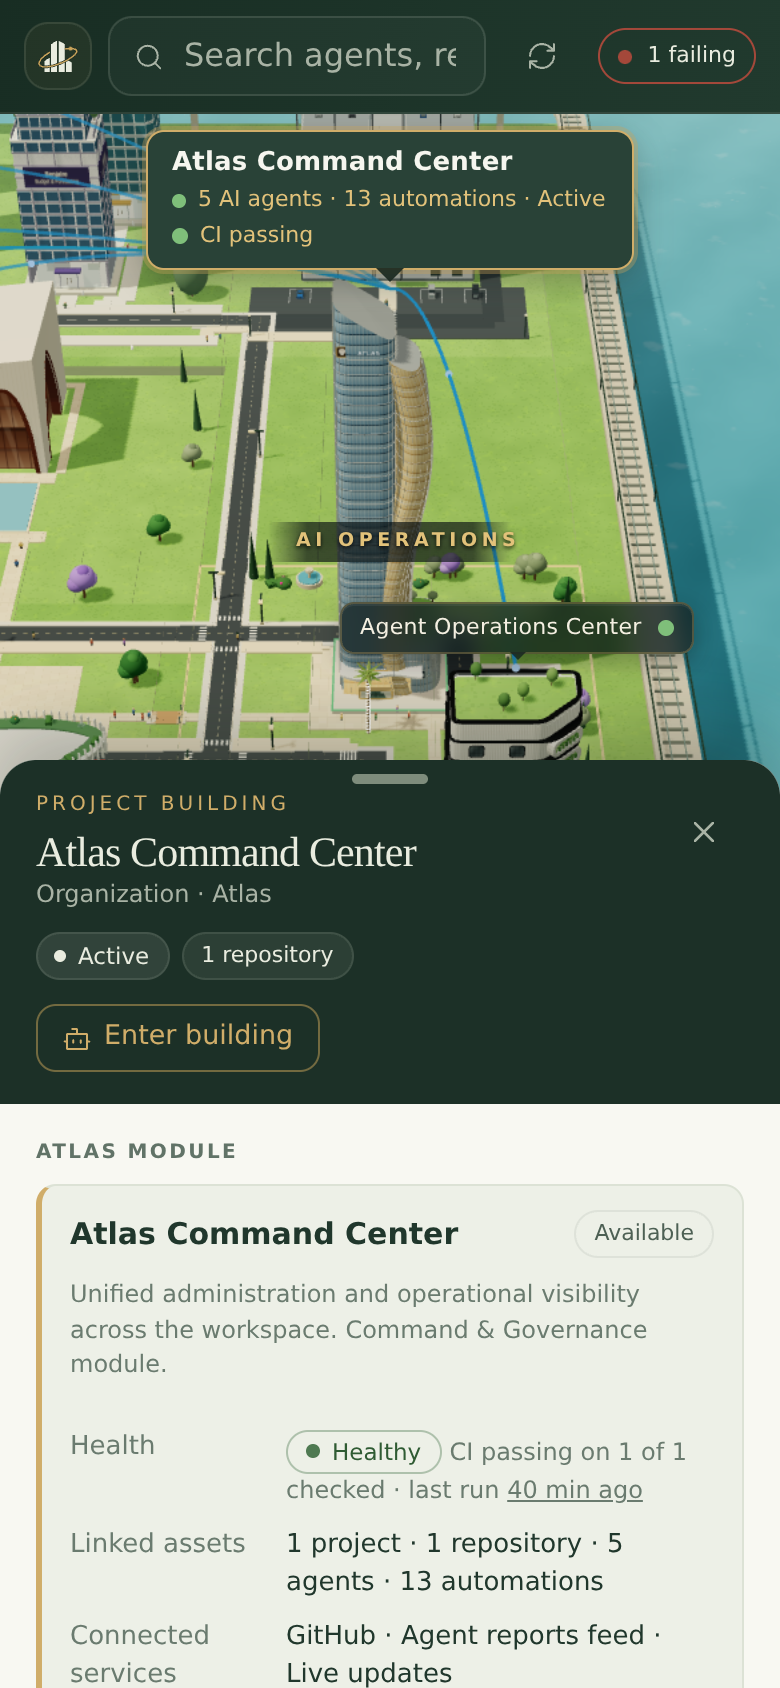 Search agents, re
1 failing
Atlas Command Center
5 AI agents · 13 automations · Active
CI passing
ATLAS
AI OPERATIONS
Agent Operations Center
PROJECT BUILDING
Atlas Command Center
Organization · Atlas
Active
1 repository
Enter building
ATLAS MODULE
Atlas Command Center
Available
Unified administration and operational visibility
across the workspace. Command & Governance
module.
Health
Healthy CI passing on 1 of 1
checked · last run 40 min ago
Linked assets
1 project · 1 repository · 5
agents · 13 automations
Connected
services
GitHub · Agent reports feed ·
Live updates